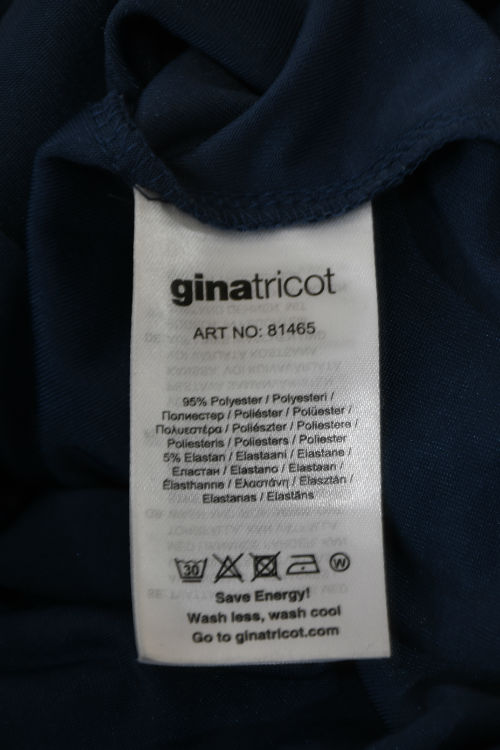 ginatricot
ART NO: 81465
95% Polyester / Polyesteri /
Полиестер / Poliéster / Polüester /
Πολυεστέρα / Poliészter / Poliestere /
Poliesteris / Poliesters / Poliester
5% Elastan / Elastaani / Elastane /
Еластан / Elastano / Elastaan /
Élasthanne / Ελαστάνη / Elasztán /
Elastanas / Elastāns
30 W
Save Energy!
Wash less, wash cool
Go to ginatricot.com